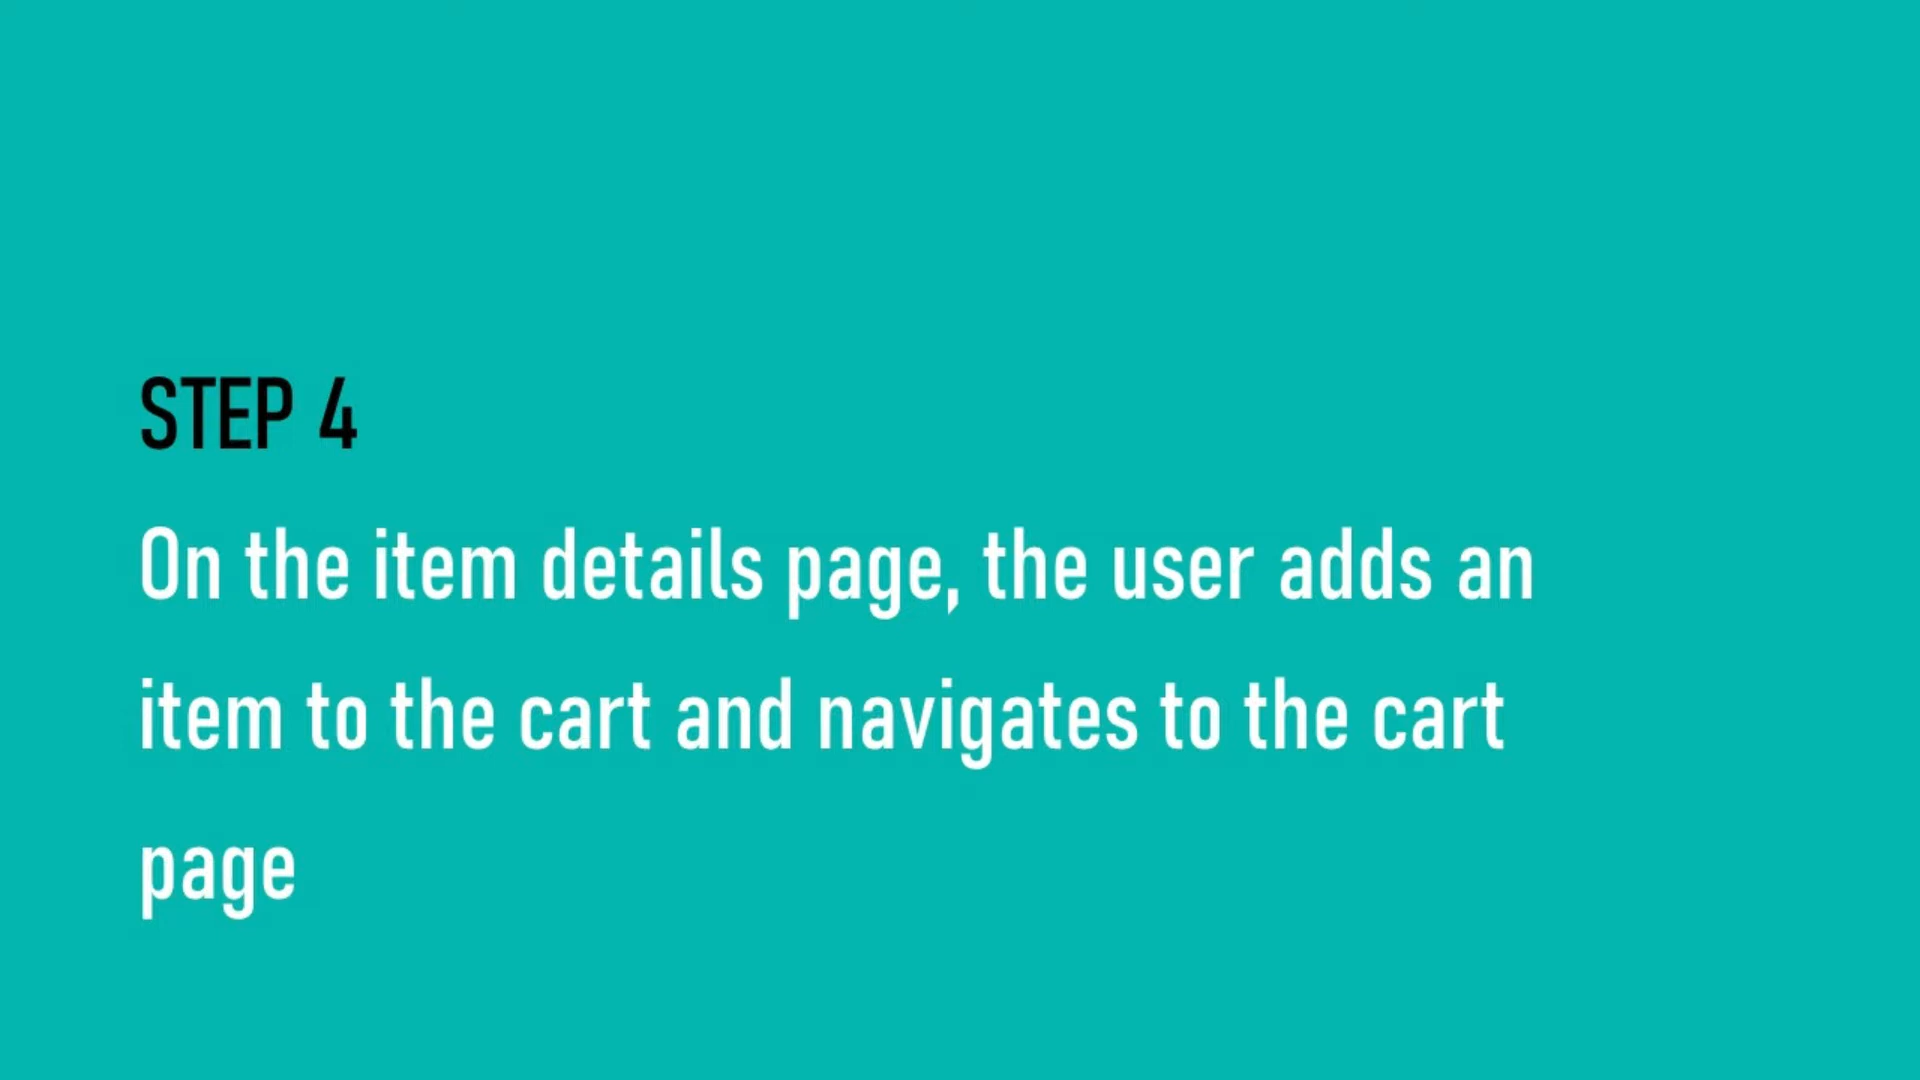 STEP 4
On the item details page, the user adds an
item to the cart and navigates to the cart
page